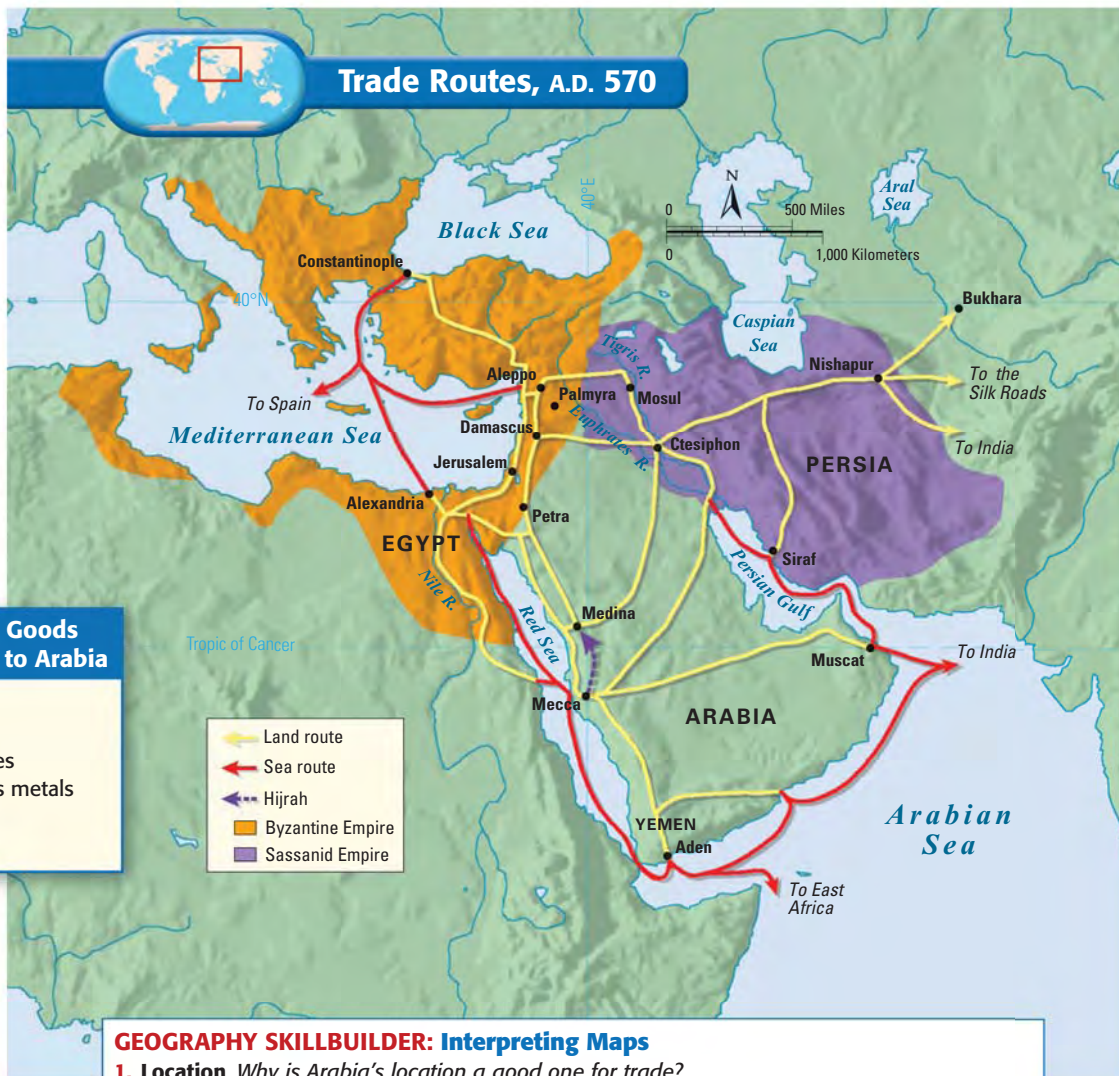 Trade Routes, A.D. 570
N
0 500 Miles
0 1,000 Kilometers
40°E
40°N
Aral
Sea
Black Sea
Constantinople
Bukhara
Caspian
Sea
Nishapur
To the
Silk Roads
To India
Tigris R.
Aleppo
Palmyra
Mosul
To Spain
Mediterranean Sea
Damascus
Euphrates R.
Ctesiphon
PERSIA
Jerusalem
Alexandria
Petra
EGYPT
Siraf
Nile R.
Persian Gulf
Red Sea
Medina
Tropic of Cancer
Muscat
To India
Mecca
ARABIA
Goods
to Arabia
es
s metals
Land route
Sea route
Hijrah
Byzantine Empire
Sassanid Empire
YEMEN
Aden
Arabian
Sea
To East
Africa
GEOGRAPHY SKILLBUILDER: Interpreting Maps
1. Location Why is Arabia's location a good one for trade?